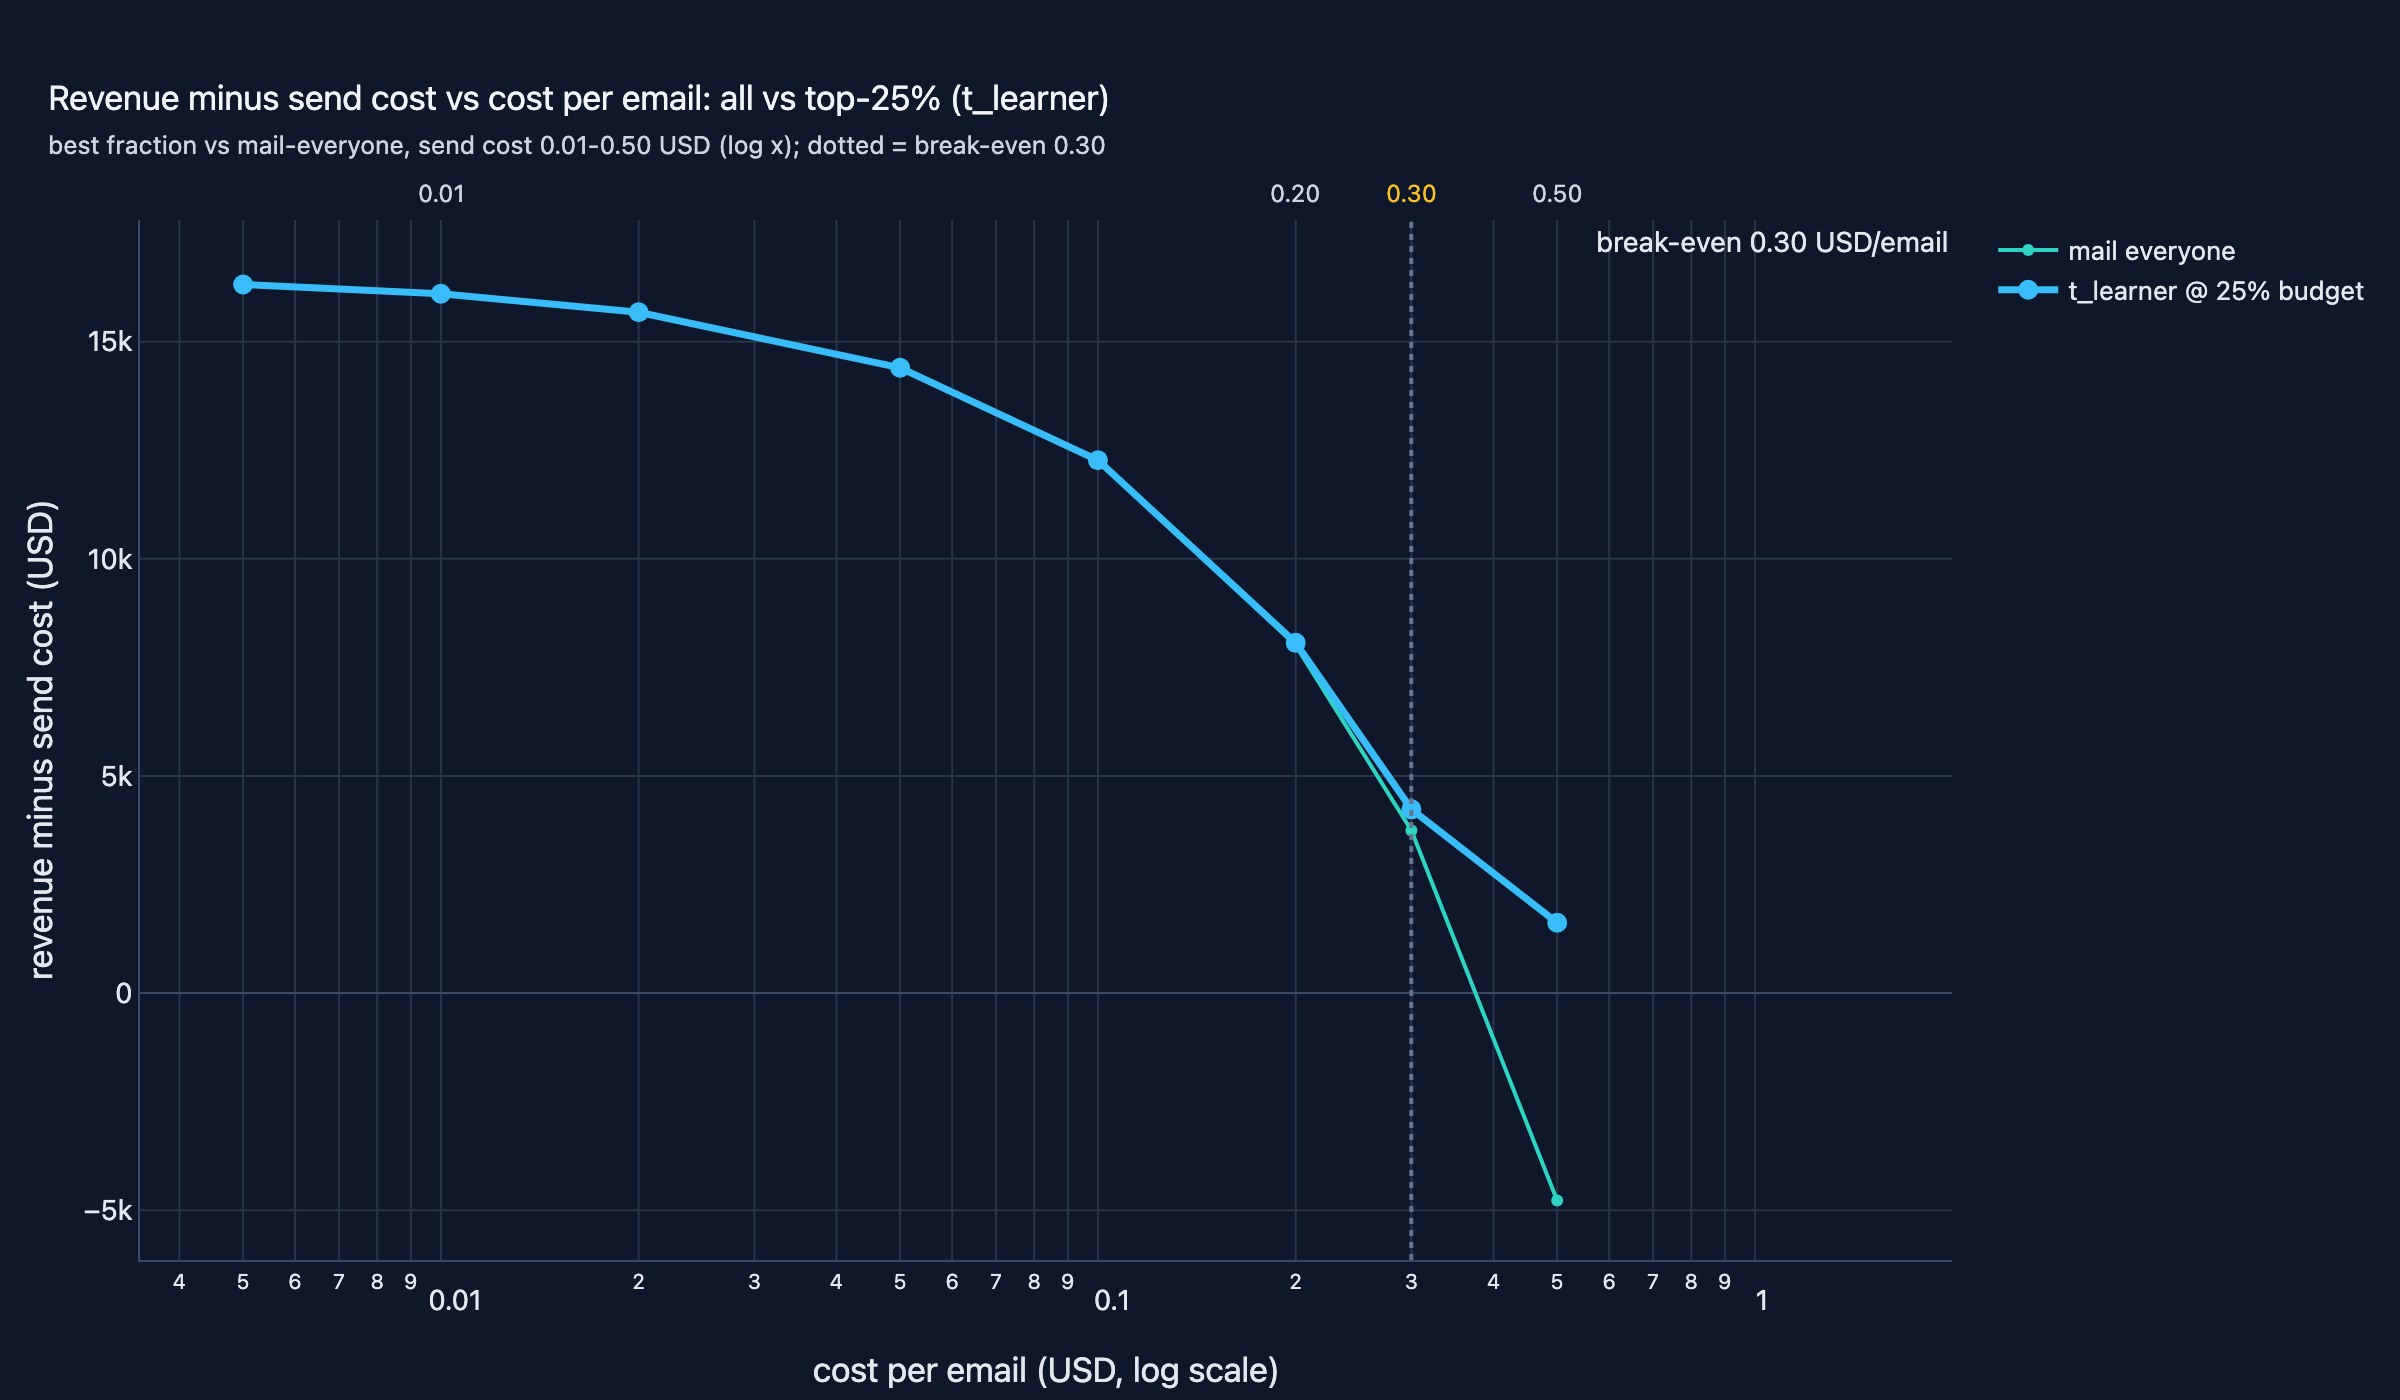 Revenue minus send cost vs cost per email: all vs top-25% (t_learner)
best fraction vs mail-everyone, send cost 0.01-0.50 USD (log x); dotted = break-even 0.30
0.01 0.20 0.30 0.50
break-even 0.30 USD/email
mail everyone
t_learner @ 25% budget
revenue minus send cost (USD)
15k
10k
5k
0
−5k
4 5 6 7 8 9 2 3 4 5 6 7 8 9 2 3 4 5 6 7 8 9
0.01 0.1 1
cost per email (USD, log scale)